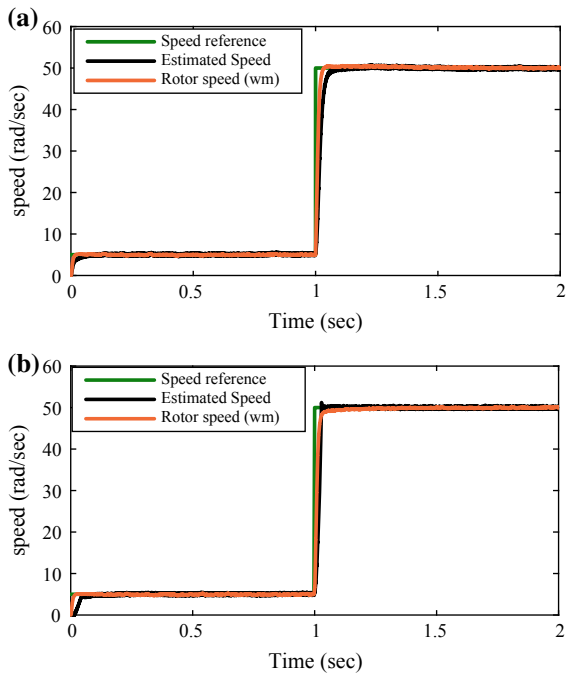 (a)
60
50
40
30
20
10
0
speed (rad/sec)
Speed reference
Estimated Speed
Rotor speed (wm)
0
0.5
1
1.5
2
Time (sec)
(b)
60
50
40
30
20
10
0
speed (rad/sec)
Speed reference
Estimated Speed
Rotor speed (wm)
0
0.5
1
1.5
2
Time (sec)